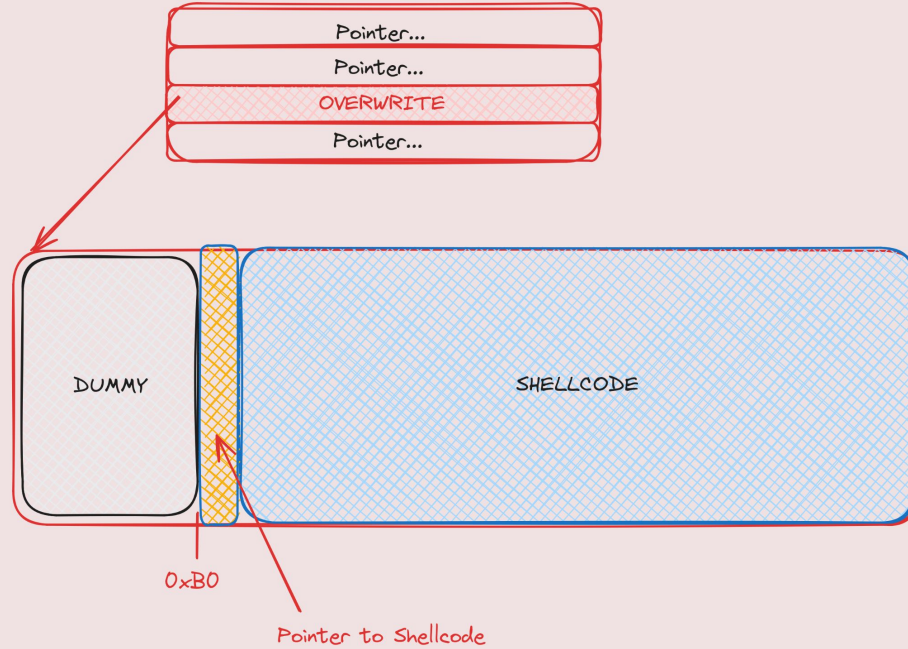 Pointer...
Pointer...
OVERWRITE
Pointer...
DUMMY
SHELLCODE
0xB0
Pointer to Shellcode